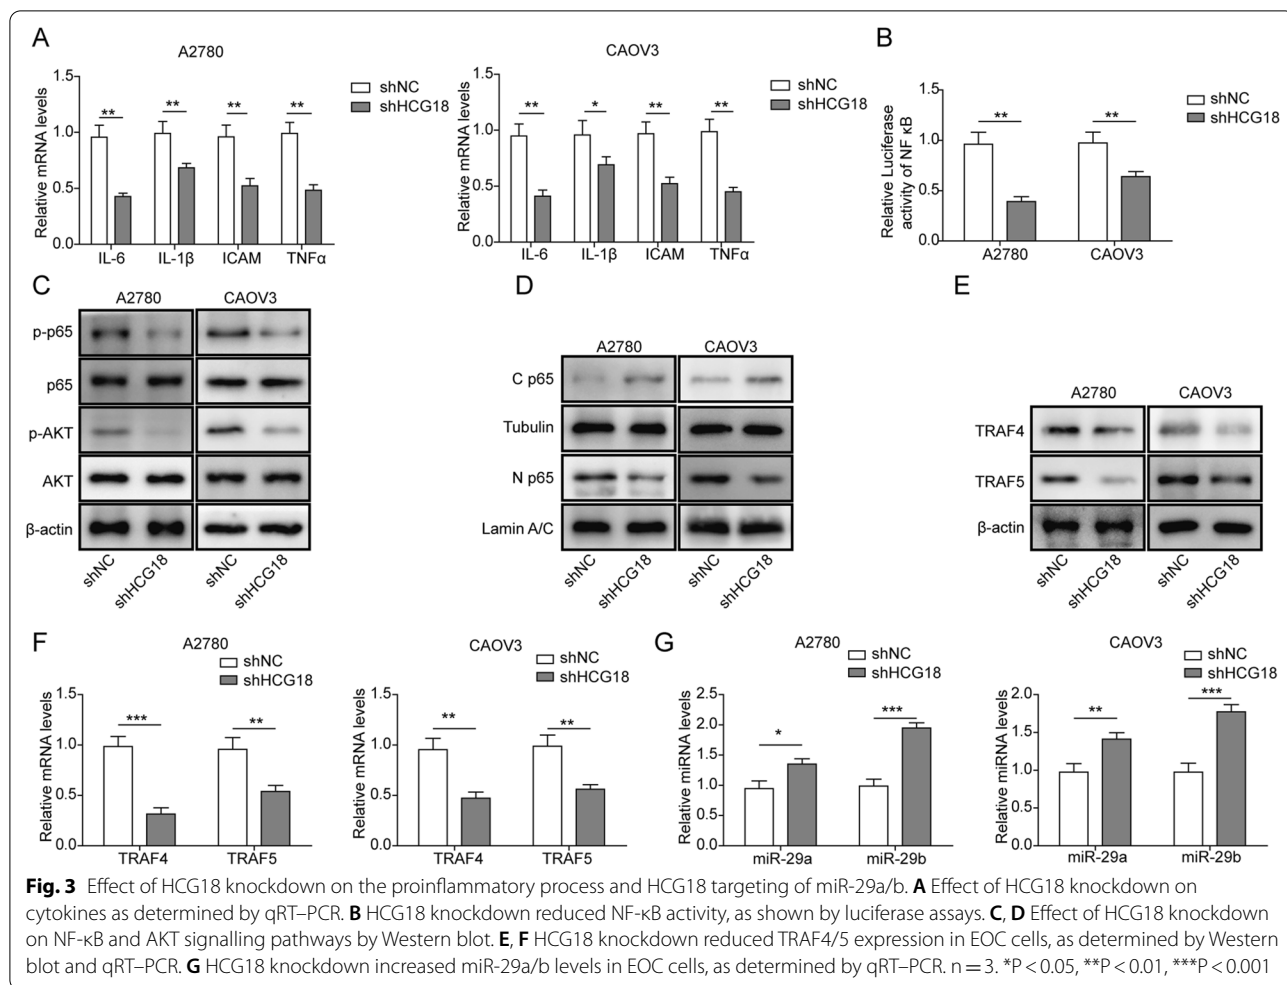 A
A2780
shNC
shHCG18
Relative mRNA levels
1.5
1.0
0.5
0.0
** ** ** **
IL-6 IL-1β ICAM TNFα
CAOV3
shNC
shHCG18
Relative mRNA levels
1.5
1.0
0.5
0.0
** * ** **
IL-6 IL-1β ICAM TNFα
B
shNC
shHCG18
Relative Luciferase
activity of NF κB
1.5
1.0
0.5
0.0
** **
A2780 CAOV3
C
A2780 CAOV3
p-p65
p65
p-AKT
AKT
β-actin
shNC shHCG18 shNC shHCG18
D
A2780 CAOV3
C p65
Tubulin
N p65
Lamin A/C
shNC shHCG18 shNC shHCG18
E
A2780 CAOV3
TRAF4
TRAF5
β-actin
shNC shHCG18 shNC shHCG18
F
A2780
shNC
shHCG18
Relative mRNA levels
1.5
1.0
0.5
0.0
*** **
TRAF4 TRAF5
CAOV3
shNC
shHCG18
Relative mRNA levels
1.5
1.0
0.5
0.0
** **
TRAF4 TRAF5
G
A2780
shNC
shHCG18
Relative miRNA levels
2.5
2.0
1.5
1.0
0.5
0.0
* ***
miR-29a miR-29b
CAOV3
shNC
shHCG18
Relative miRNA levels
2.0
1.5
1.0
0.5
0.0
** ***
miR-29a miR-29b
Fig. 3 Effect of HCG18 knockdown on the proinflammatory process and HCG18 targeting of miR-29a/b. A Effect of HCG18 knockdown on
cytokines as determined by qRT–PCR. B HCG18 knockdown reduced NF-κB activity, as shown by luciferase assays. C, D Effect of HCG18 knockdown
on NF-κB and AKT signalling pathways by Western blot. E, F HCG18 knockdown reduced TRAF4/5 expression in EOC cells, as determined by Western
blot and qRT–PCR. G HCG18 knockdown increased miR-29a/b levels in EOC cells, as determined by qRT–PCR. n = 3. *P < 0.05, **P < 0.01, ***P < 0.001